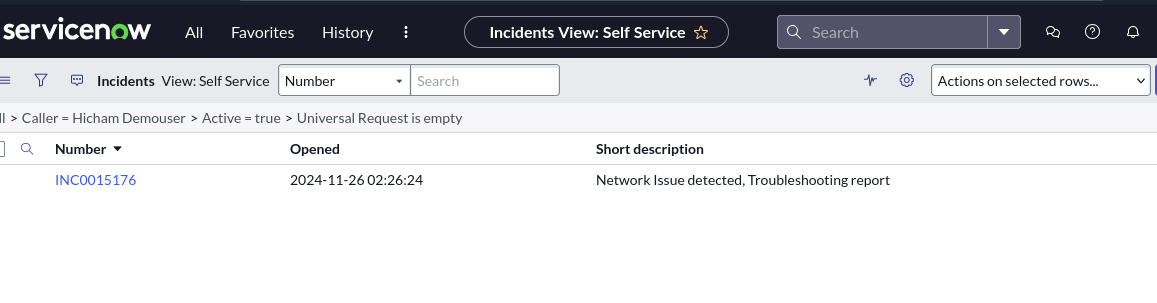 servicenow All Favorites History Incidents View: Self Service Search
Incidents View: Self Service Number Search Actions on selected rows...
> Caller = Hicham Demouser > Active = true > Universal Request is empty
Number Opened Short description
INC0015176 2024-11-26 02:26:24 Network Issue detected, Troubleshooting report